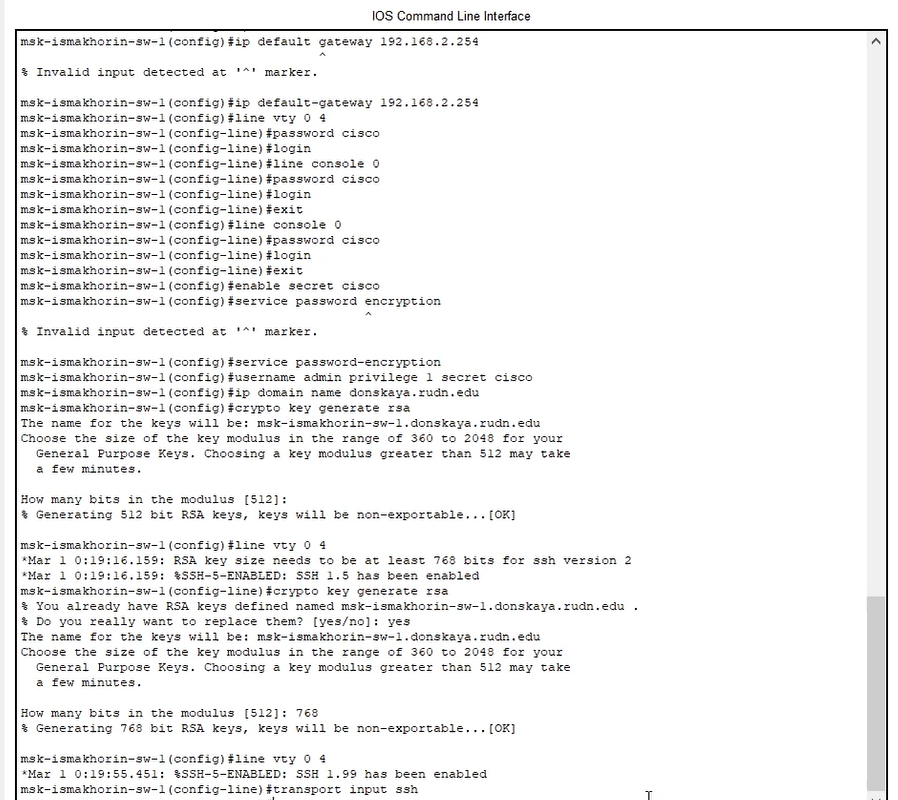 IOS Command Line Interface
msk-ismakhorin-sw-1(config)#ip default gateway 192.168.2.254
^
% Invalid input detected at '^' marker.
msk-ismakhorin-sw-1(config)#ip default-gateway 192.168.2.254
msk-ismakhorin-sw-1(config)#line vty 0 4
msk-ismakhorin-sw-1(config-line)#password cisco
msk-ismakhorin-sw-1(config-line)#login
msk-ismakhorin-sw-1(config-line)#line console 0
msk-ismakhorin-sw-1(config-line)#password cisco
msk-ismakhorin-sw-1(config-line)#login
msk-ismakhorin-sw-1(config-line)#exit
msk-ismakhorin-sw-1(config)#line console 0
msk-ismakhorin-sw-1(config-line)#password cisco
msk-ismakhorin-sw-1(config-line)#login
msk-ismakhorin-sw-1(config-line)#exit
msk-ismakhorin-sw-1(config)#enable secret cisco
msk-ismakhorin-sw-1(config)#service password encryption
^
% Invalid input detected at '^' marker.
msk-ismakhorin-sw-1(config)#service password-encryption
msk-ismakhorin-sw-1(config)#username admin privilege 1 secret cisco
msk-ismakhorin-sw-1(config)#ip domain name donskaya.rudn.edu
msk-ismakhorin-sw-1(config)#crypto key generate rsa
The name for the keys will be: msk-ismakhorin-sw-1.donskaya.rudn.edu
Choose the size of the key modulus in the range of 360 to 2048 for your
General Purpose Keys. Choosing a key modulus greater than 512 may take
a few minutes.
How many bits in the modulus [512]:
% Generating 512 bit RSA keys, keys will be non-exportable...[OK]
msk-ismakhorin-sw-1(config)#line vty 0 4
*Mar 1 0:19:16.159: RSA key size needs to be at least 768 bits for ssh version 2
*Mar 1 0:19:16.159: %SSH-5-ENABLED: SSH 1.5 has been enabled
msk-ismakhorin-sw-1(config-line)#crypto key generate rsa
% You already have RSA keys defined named msk-ismakhorin-sw-1.donskaya.rudn.edu .
% Do you really want to replace them? [yes/no]: yes
The name for the keys will be: msk-ismakhorin-sw-1.donskaya.rudn.edu
Choose the size of the key modulus in the range of 360 to 2048 for your
General Purpose Keys. Choosing a key modulus greater than 512 may take
a few minutes.
How many bits in the modulus [512]: 768
% Generating 768 bit RSA keys, keys will be non-exportable...[OK]
msk-ismakhorin-sw-1(config)#line vty 0 4
*Mar 1 0:19:55.451: %SSH-5-ENABLED: SSH 1.99 has been enabled
msk-ismakhorin-sw-1(config-line)#transport input ssh